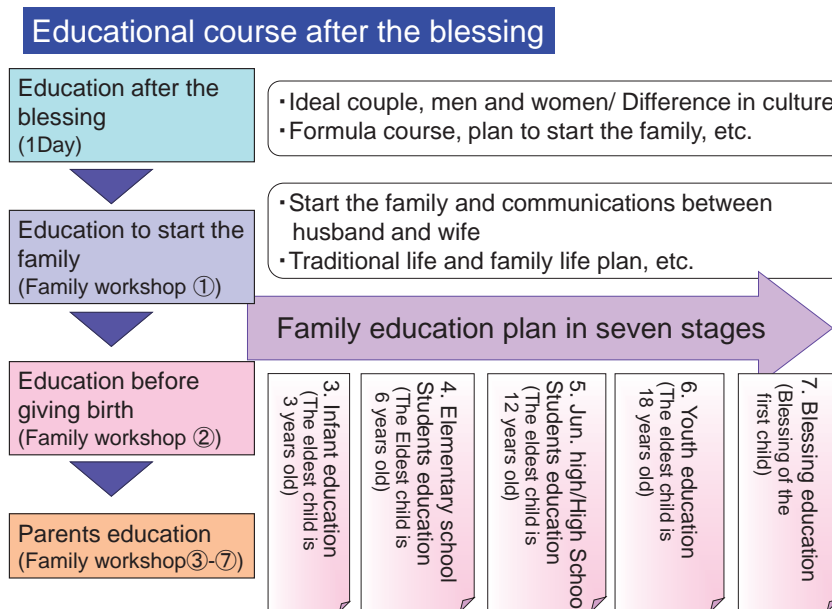 Educational course after the blessing
Education after the
blessing
(1Day)
・Ideal couple, men and women/ Difference in culture
・Formula course, plan to start the family, etc.
Education to start the
family
(Family workshop ①)
・Start the family and communications between
husband and wife
・Traditional life and family life plan, etc.
Family education plan in seven stages
Education before
giving birth
(Family workshop ②)
Parents education
(Family workshop③-⑦)
3. Infant education
(The eldest child is
3 years old)
4. Elementary school
Students education
(The Eldest child is
6 years old)
5. Jun. high/High School
Students education
(The eldest child is
12 years old)
6. Youth education
(The eldest child is
18 years old)
7. Blessing education
(Blessing of the
first child)